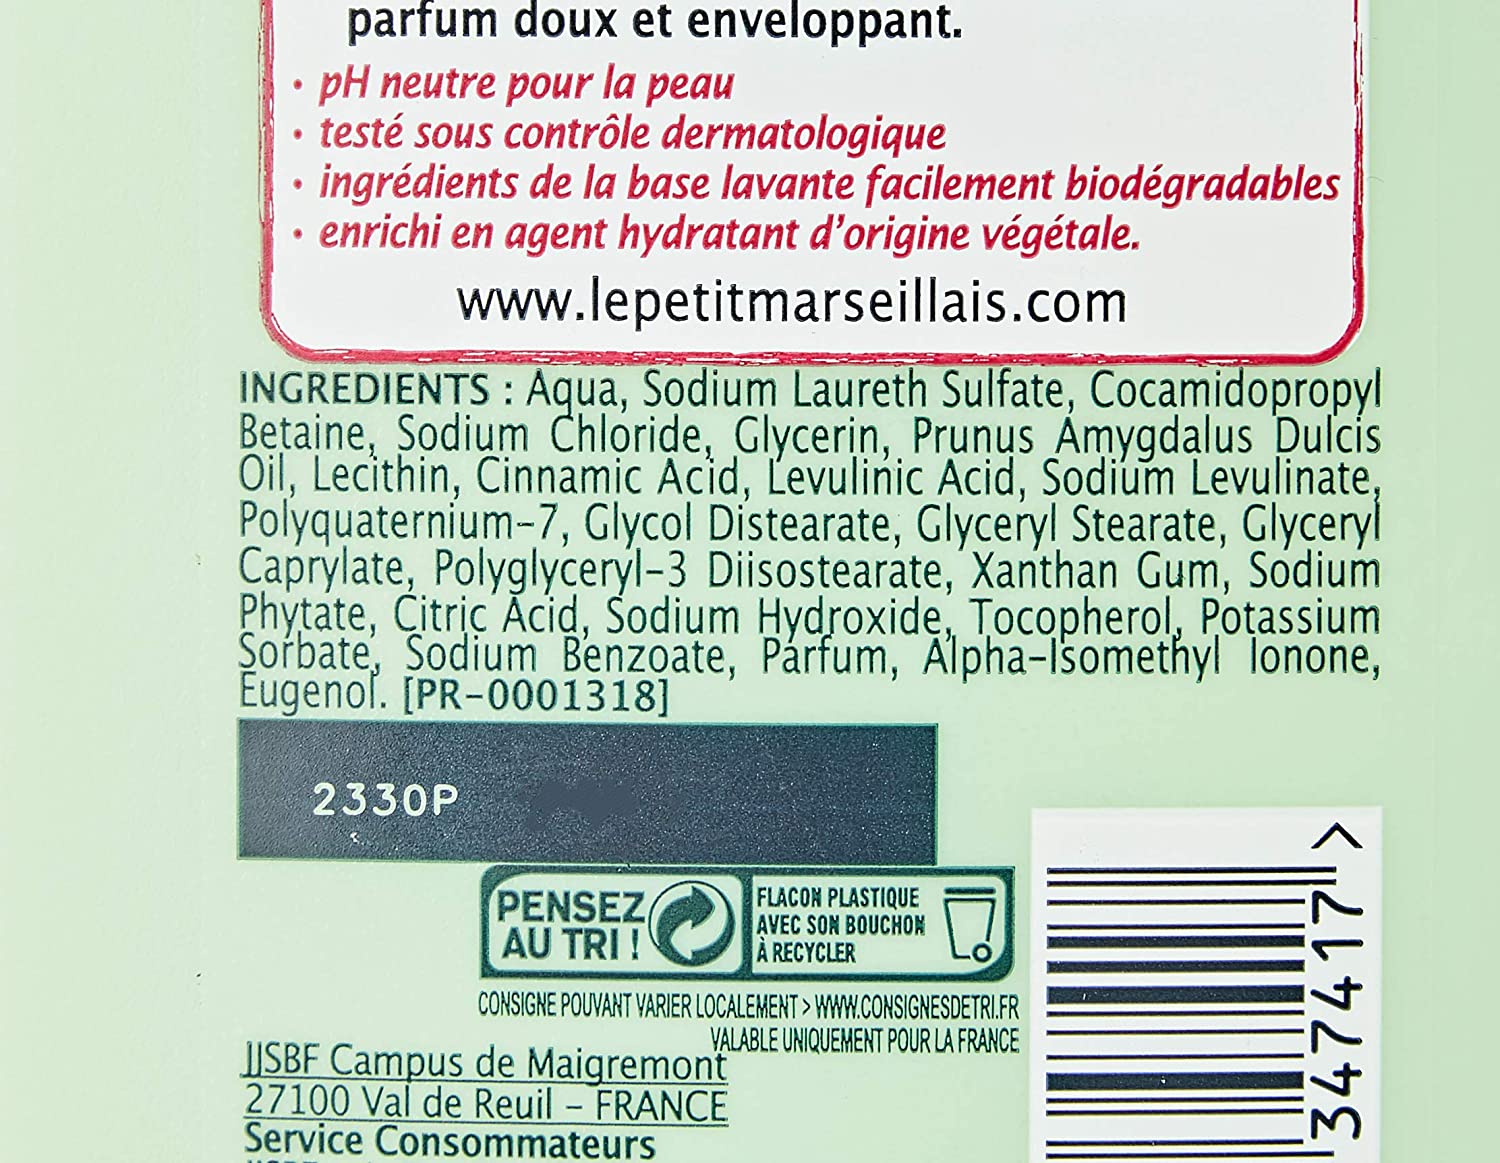 parfum doux et enveloppant.
• pH neutre pour la peau
• testé sous contrôle dermatologique
• ingrédients de la base lavante facilement biodégradables
• enrichi en agent hydratant d'origine végétale.
www.lepetitmarseillais.com
INGREDIENTS : Aqua, Sodium Laureth Sulfate, Cocamidopropyl
Betaine, Sodium Chloride, Glycerin, Prunus Amygdalus Dulcis
Oil, Lecithin, Cinnamic Acid, Levulinic Acid, Sodium Levulinate,
Polyquaternium-7, Glycol Distearate, Glyceryl Stearate, Glyceryl
Caprylate, Polyglyceryl-3 Diisostearate, Xanthan Gum, Sodium
Phytate, Citric Acid, Sodium Hydroxide, Tocopherol, Potassium
Sorbate, Sodium Benzoate, Parfum, Alpha-Isomethyl Ionone,
Eugenol. [PR-0001318]
2330P
PENSEZ
AU TRI !
FLACON PLASTIQUE
AVEC SON BOUCHON
À RECYCLER
CONSIGNE POUVANT VARIER LOCALEMENT > WWW.CONSIGNESDETRI.FR
VALABLE UNIQUEMENT POUR LA FRANCE
JJSBF Campus de Maigremont
27100 Val de Reuil – FRANCE
Service Consommateurs
347417 >